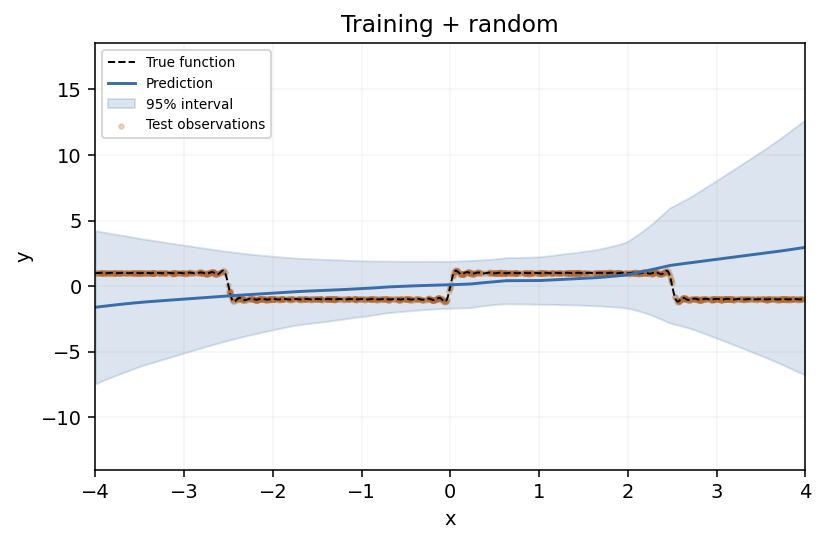 Training + random
True function
Prediction
95% interval
Test observations
y
15
10
5
0
−5
−10
−4 −3 −2 −1 0 1 2 3 4
x